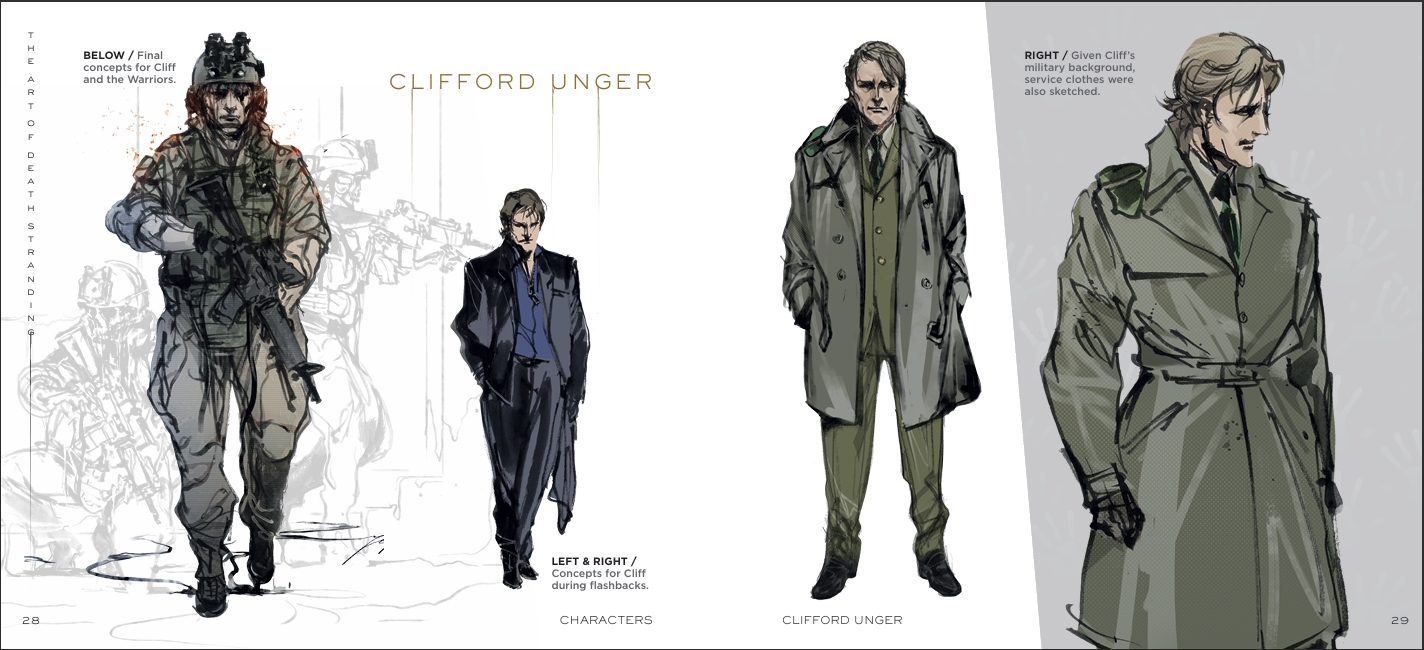 THE ART OF DEATH STRANDING
BELOW / Final
concepts for Cliff
and the Warriors.
CLIFFORD UNGER
LEFT & RIGHT /
Concepts for Cliff
during flashbacks.
28
CHARACTERS
RIGHT / Given Cliff's
military background,
service clothes were
also sketched.
CLIFFORD UNGER
29